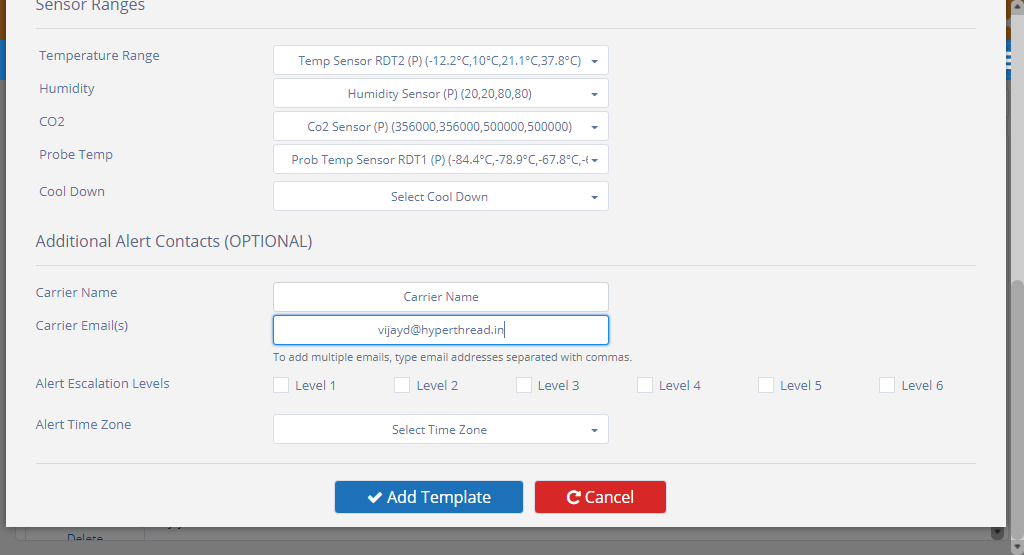 Sensor Ranges
Temperature Range
Temp Sensor RDT2 (P) (-12.2°C,10°C,21.1°C,37.8°C)
Humidity
Humidity Sensor (P) (20,20,80,80)
CO2
Co2 Sensor (P) (356000,356000,500000,500000)
Probe Temp
Prob Temp Sensor RDT1 (P) (-84.4°C,-78.9°C,-67.8°C,-
Cool Down
Select Cool Down
Additional Alert Contacts (OPTIONAL)
Carrier Name
Carrier Name
Carrier Email(s)
vijayd@hyperthread.in
To add multiple emails, type email addresses separated with commas.
Alert Escalation Levels
Level 1 Level 2 Level 3 Level 4 Level 5 Level 6
Alert Time Zone
Select Time Zone
Add Template Cancel
Delete